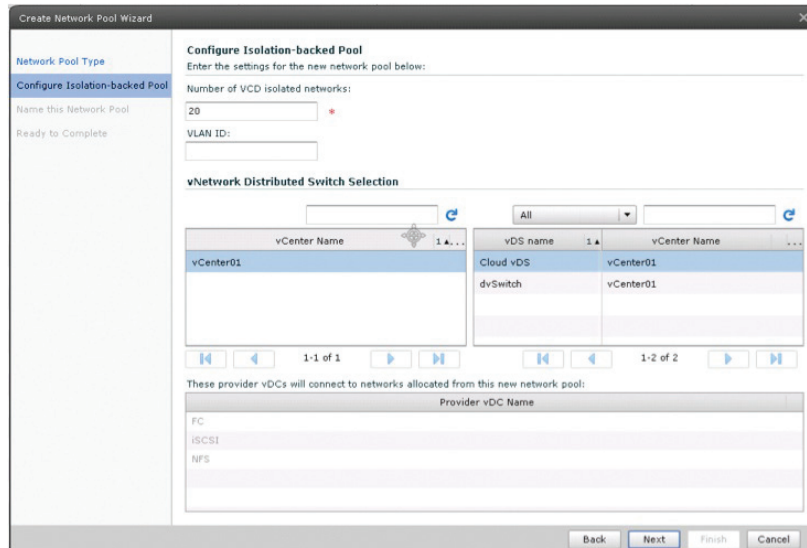 Create Network Pool Wizard
Network Pool Type
Configure Isolation-backed Pool
Name this Network Pool
Ready to Complete
Configure Isolation-backed Pool
Enter the settings for the new network pool below:
Number of VCD isolated networks:
20 *
VLAN ID:
vNetwork Distributed Switch Selection
All
vCenter Name 1 ...
vCenter01
1-1 of 1
vDS name 1 vCenter Name ...
Cloud vDS vCenter01
dvSwitch vCenter01
1-2 of 2
These provider vDCs will connect to networks allocated from this new network pool:
Provider vDC Name
FC
iSCSI
NFS
Back Next Finish Cancel